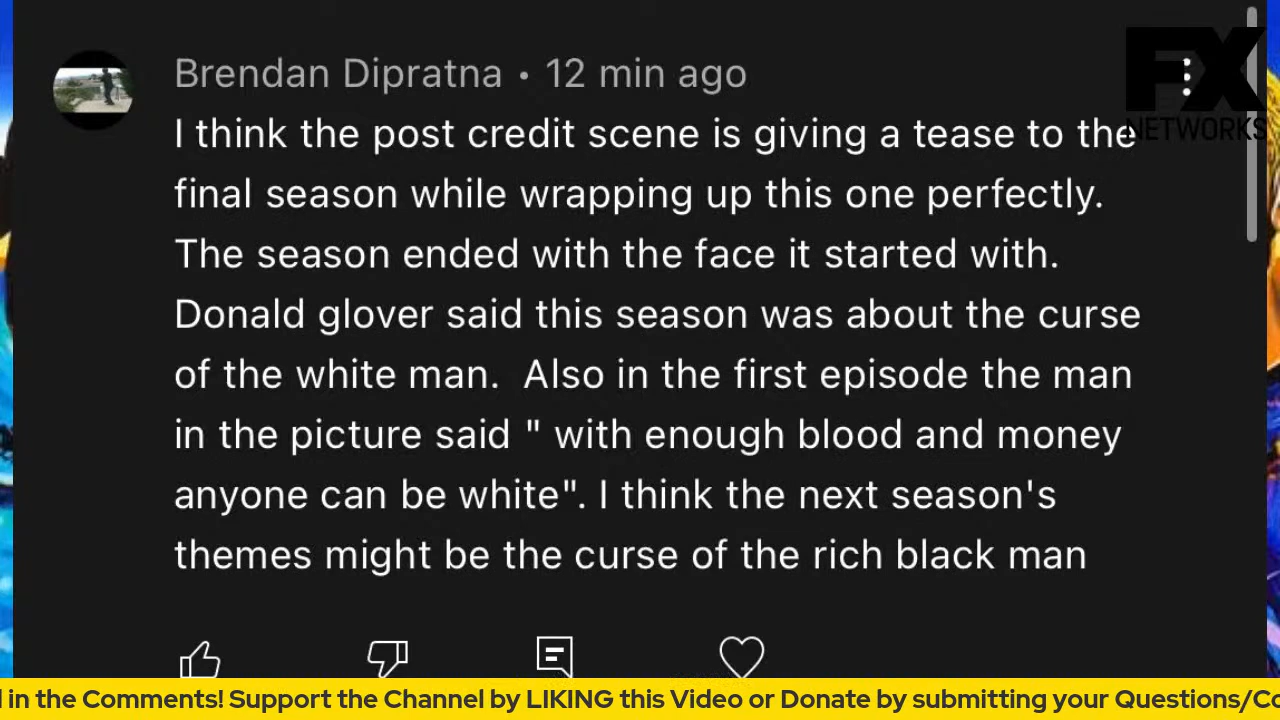 Brendan Dipratna • 12 min ago
FX
NETWORKS
I think the post credit scene is giving a tease to the
final season while wrapping up this one perfectly.
The season ended with the face it started with.
Donald glover said this season was about the curse
of the white man.  Also in the first episode the man
in the picture said " with enough blood and money
anyone can be white". I think the next season's
themes might be the curse of the rich black man
in the Comments! Support the Channel by LIKING this Video or Donate by submitting your Questions/Co